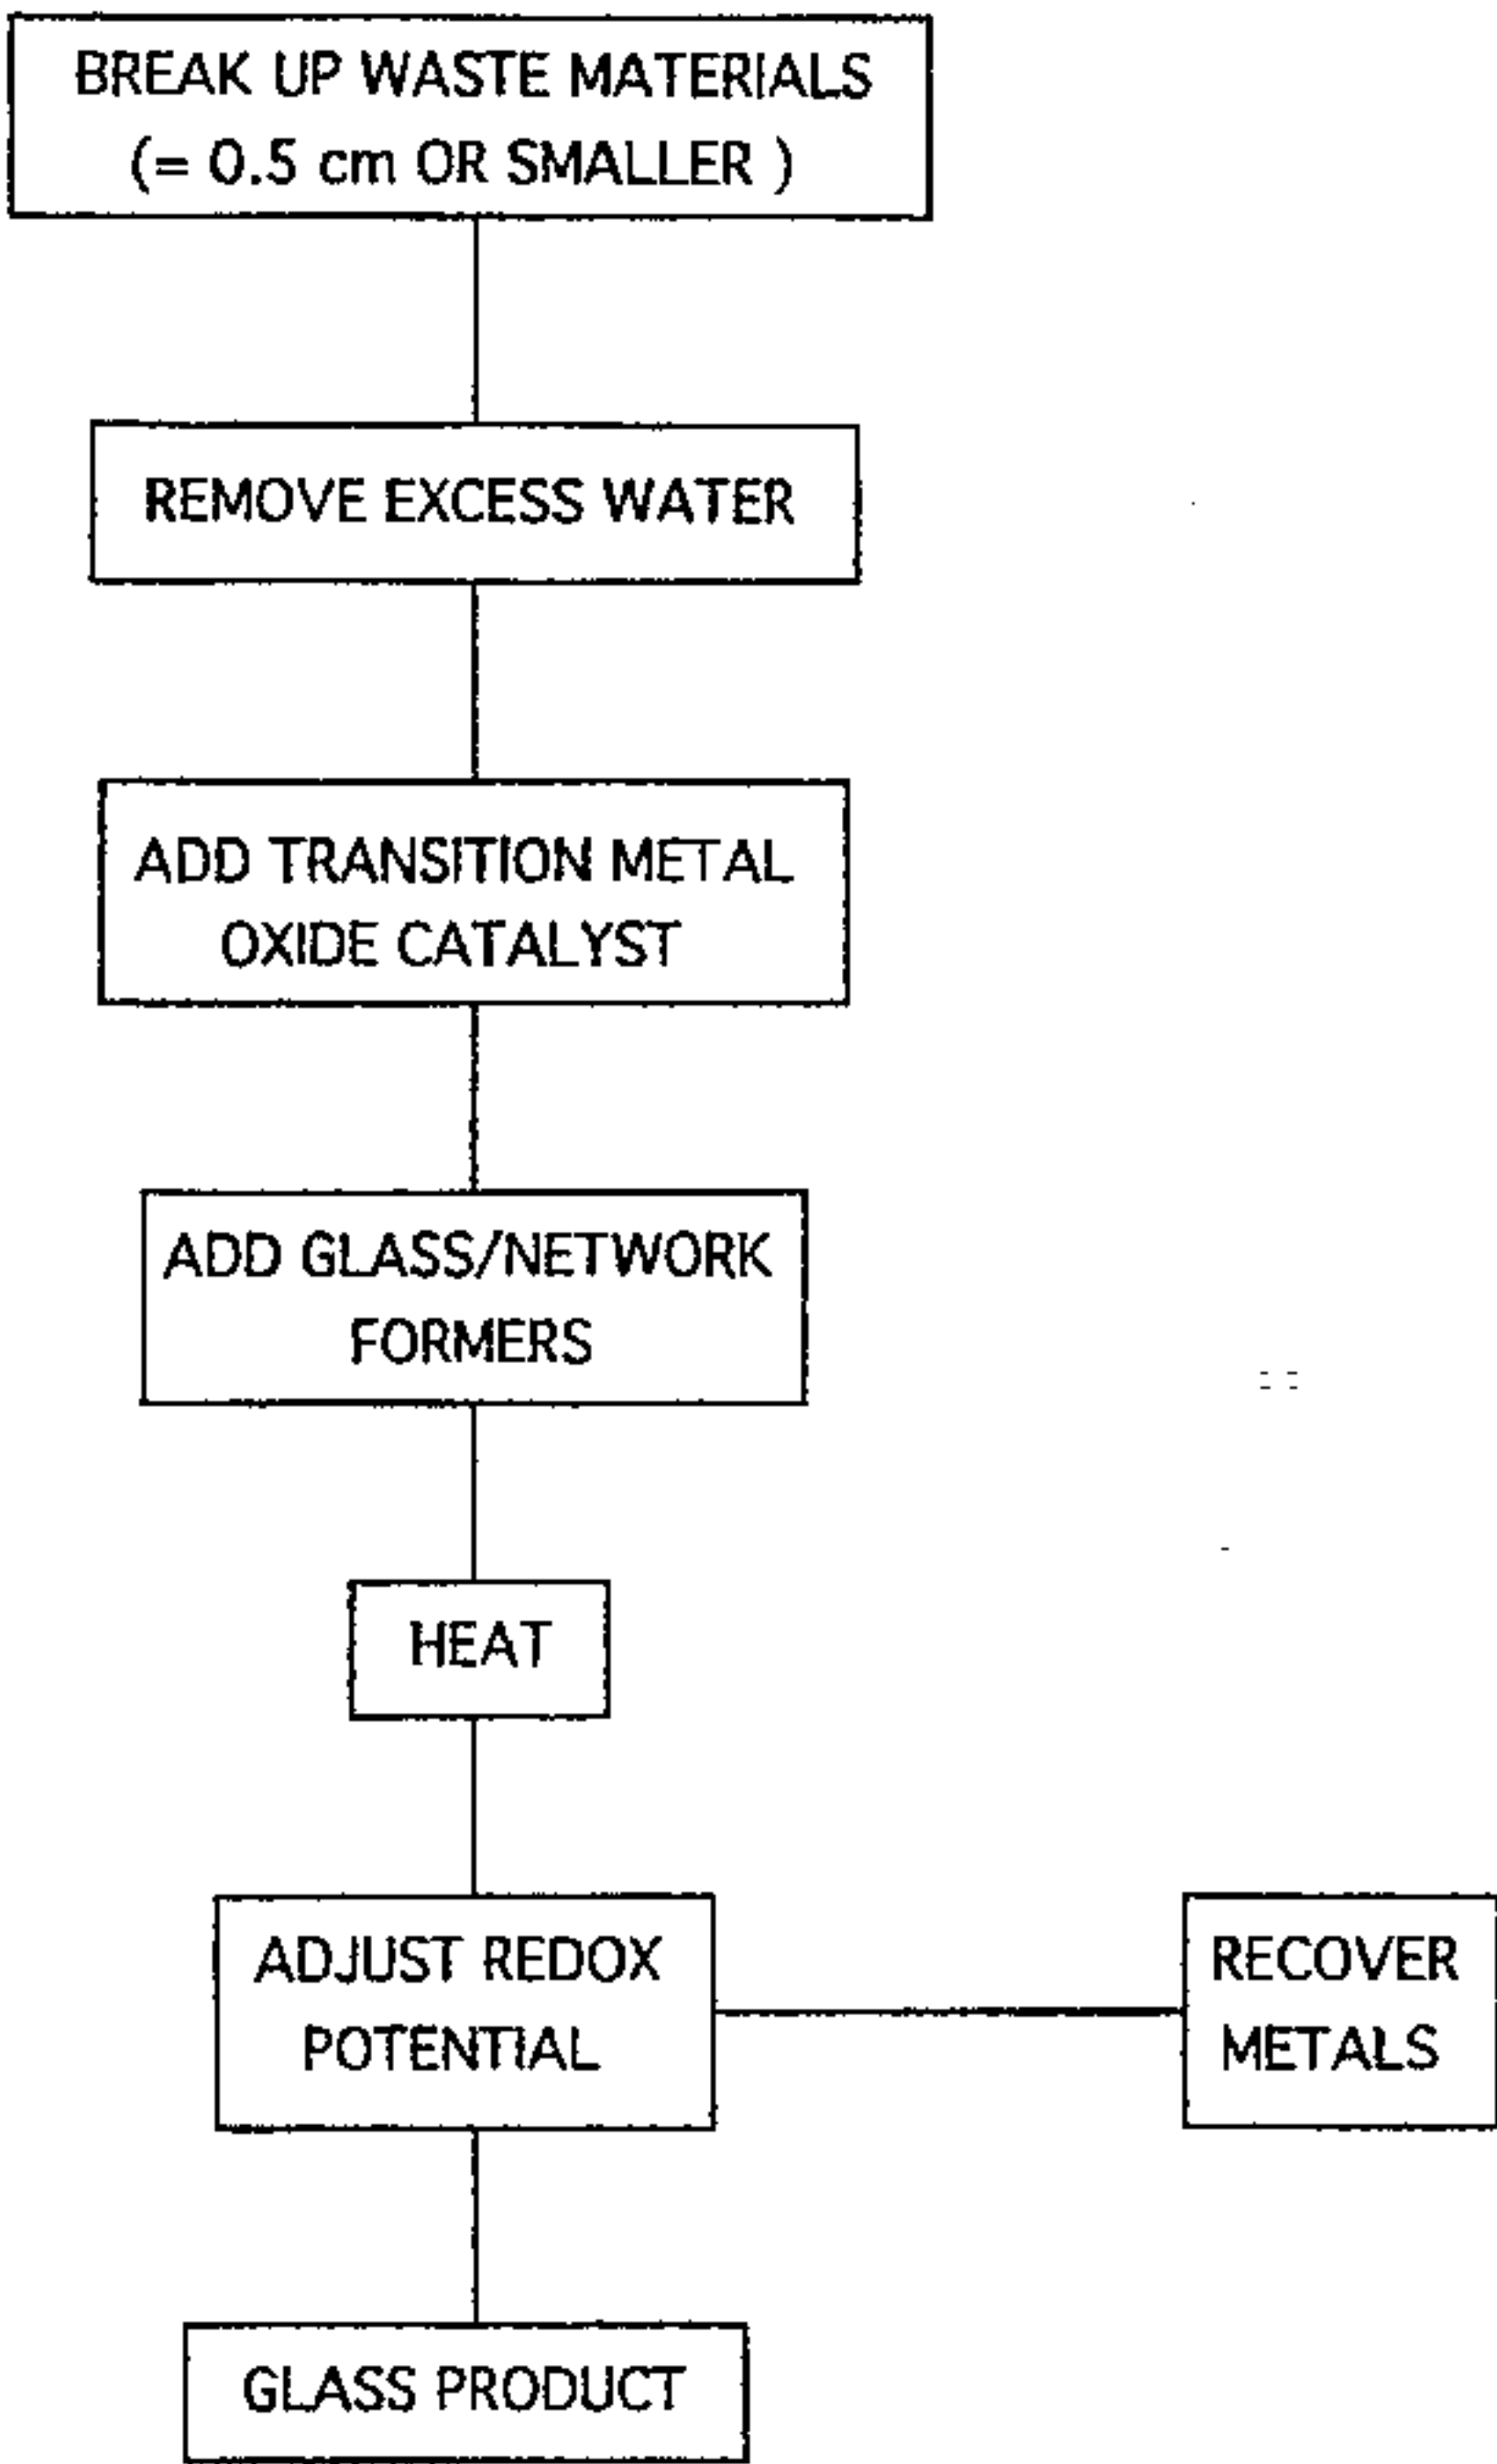 BREAK UP WASTE MATERIALS
(= 0.5 cm OR SMALLER )
REMOVE EXCESS WATER
ADD TRANSITION METAL
OXIDE CATALYST
ADD GLASS/NETWORK
FORMERS
HEAT
ADJUST REDOX
POTENTIAL
RECOVER
METALS
GLASS PRODUCT